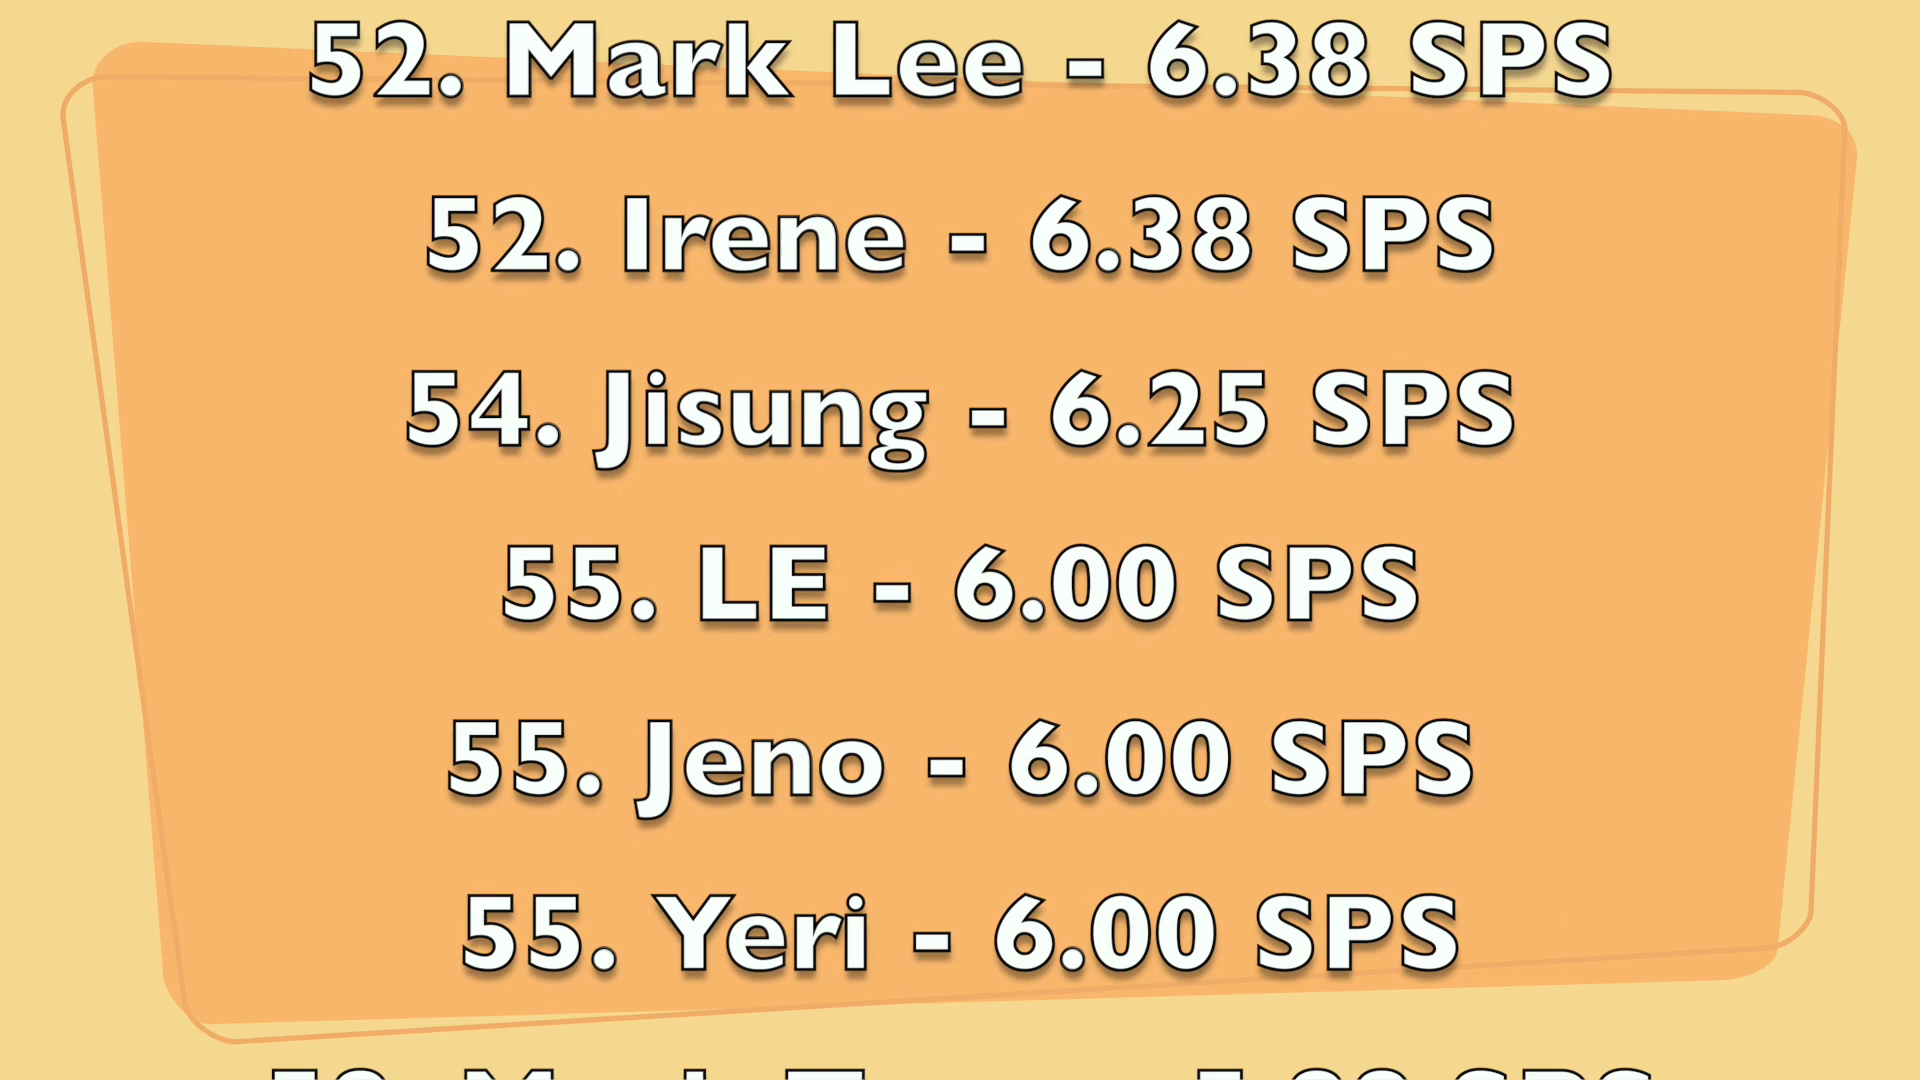 52. Mark Lee - 6.38 SPS
52. Irene - 6.38 SPS
54. Jisung - 6.25 SPS
55. LE - 6.00 SPS
55. Jeno - 6.00 SPS
55. Yeri - 6.00 SPS